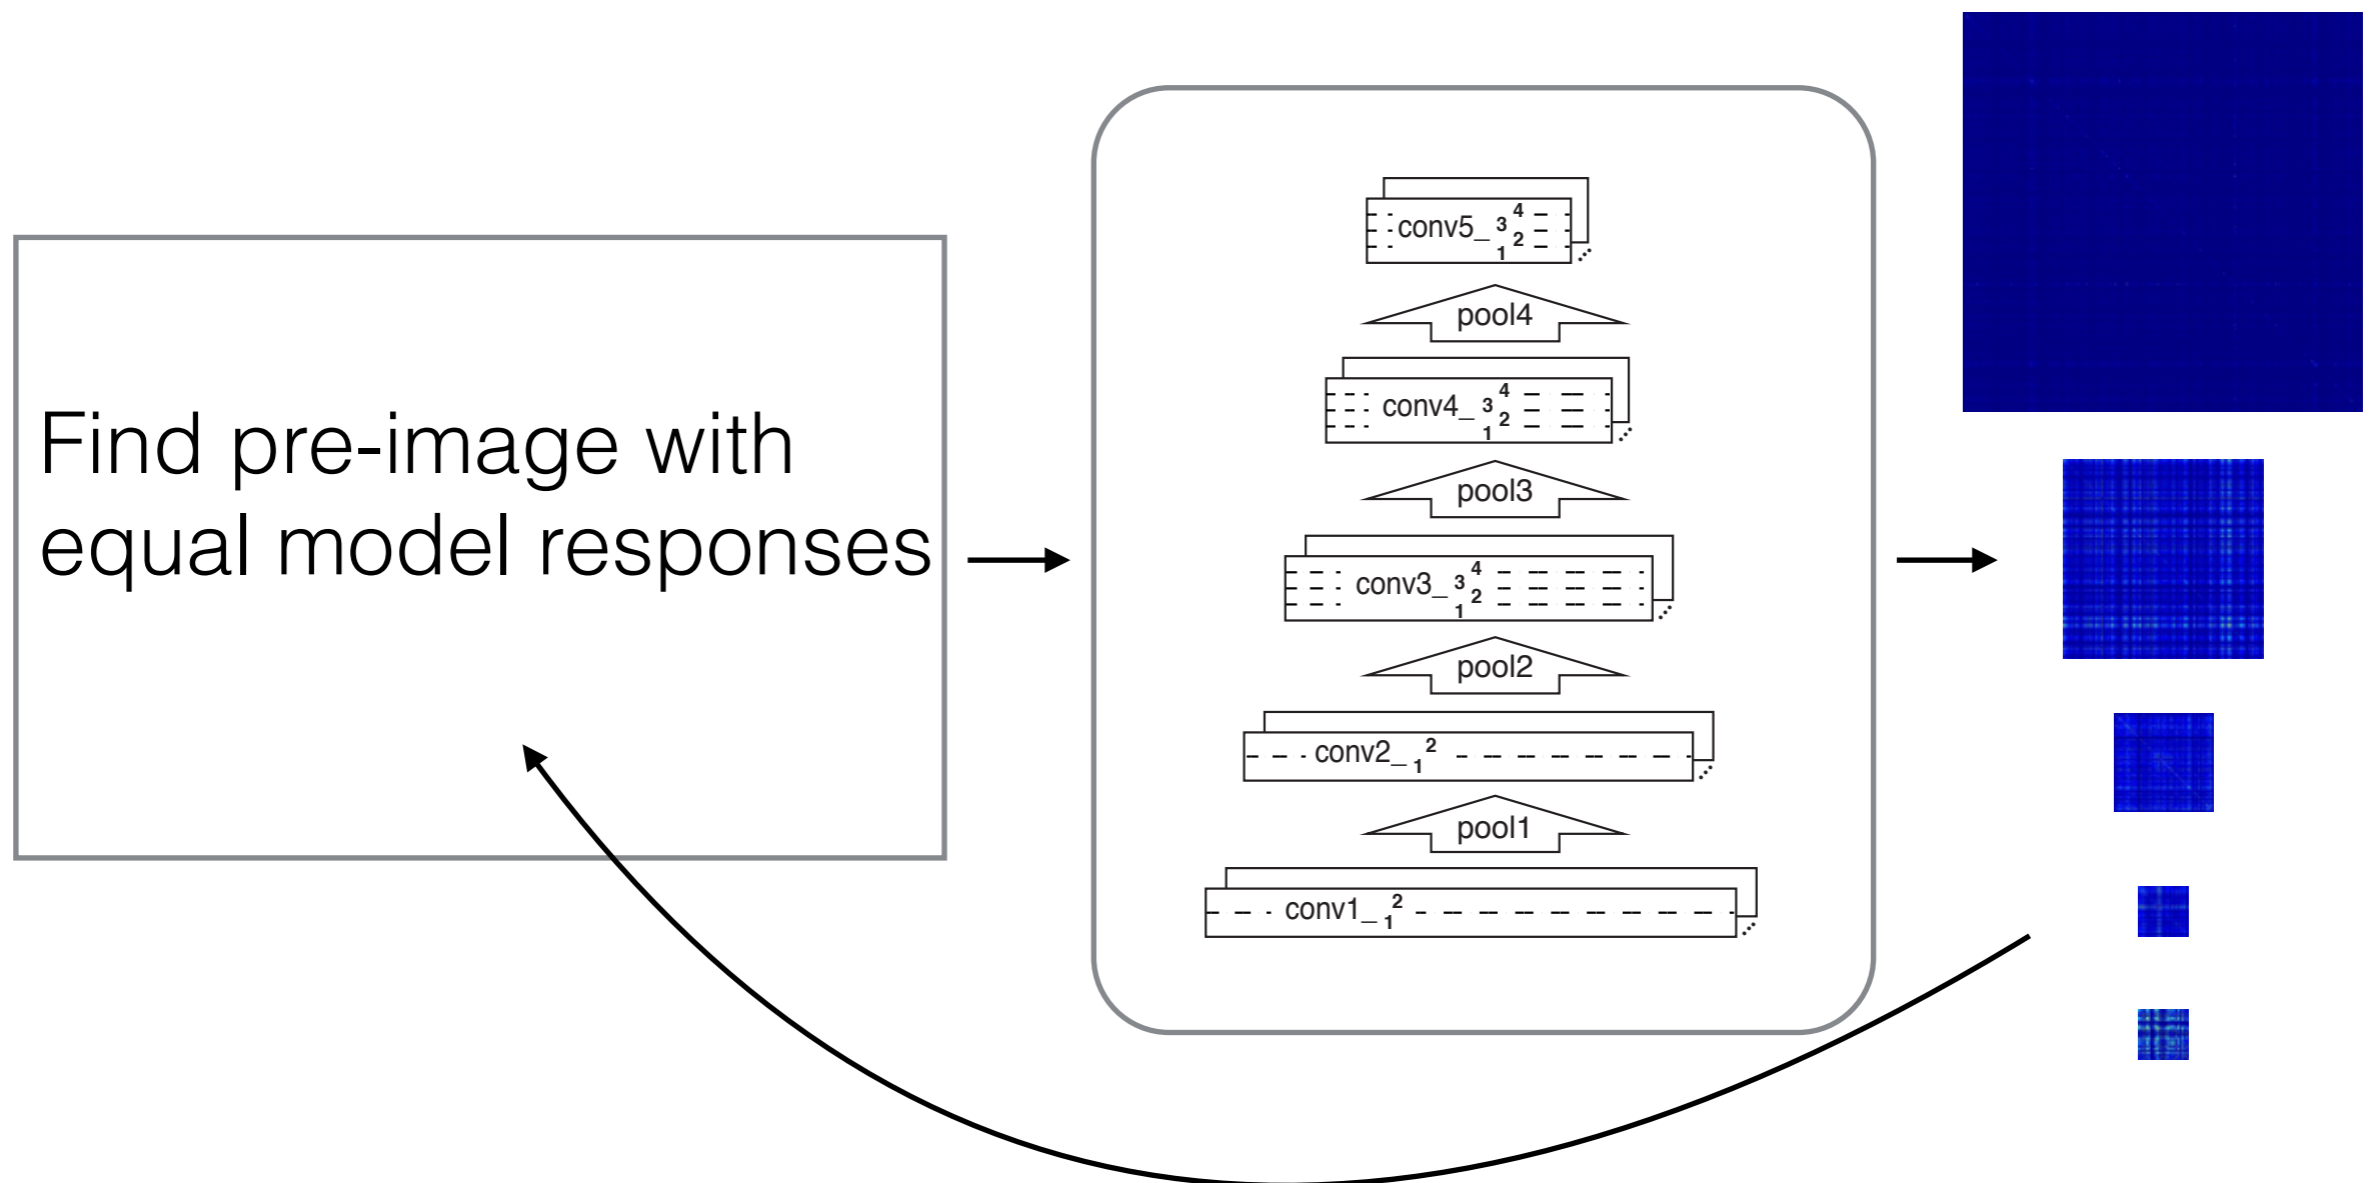 Find pre-image with
equal model responses
conv5_ 1 2 3 4
pool4
conv4_ 1 2 3 4
pool3
conv3_ 1 2 3 4
pool2
conv2_ 1 2
pool1
conv1_ 1 2